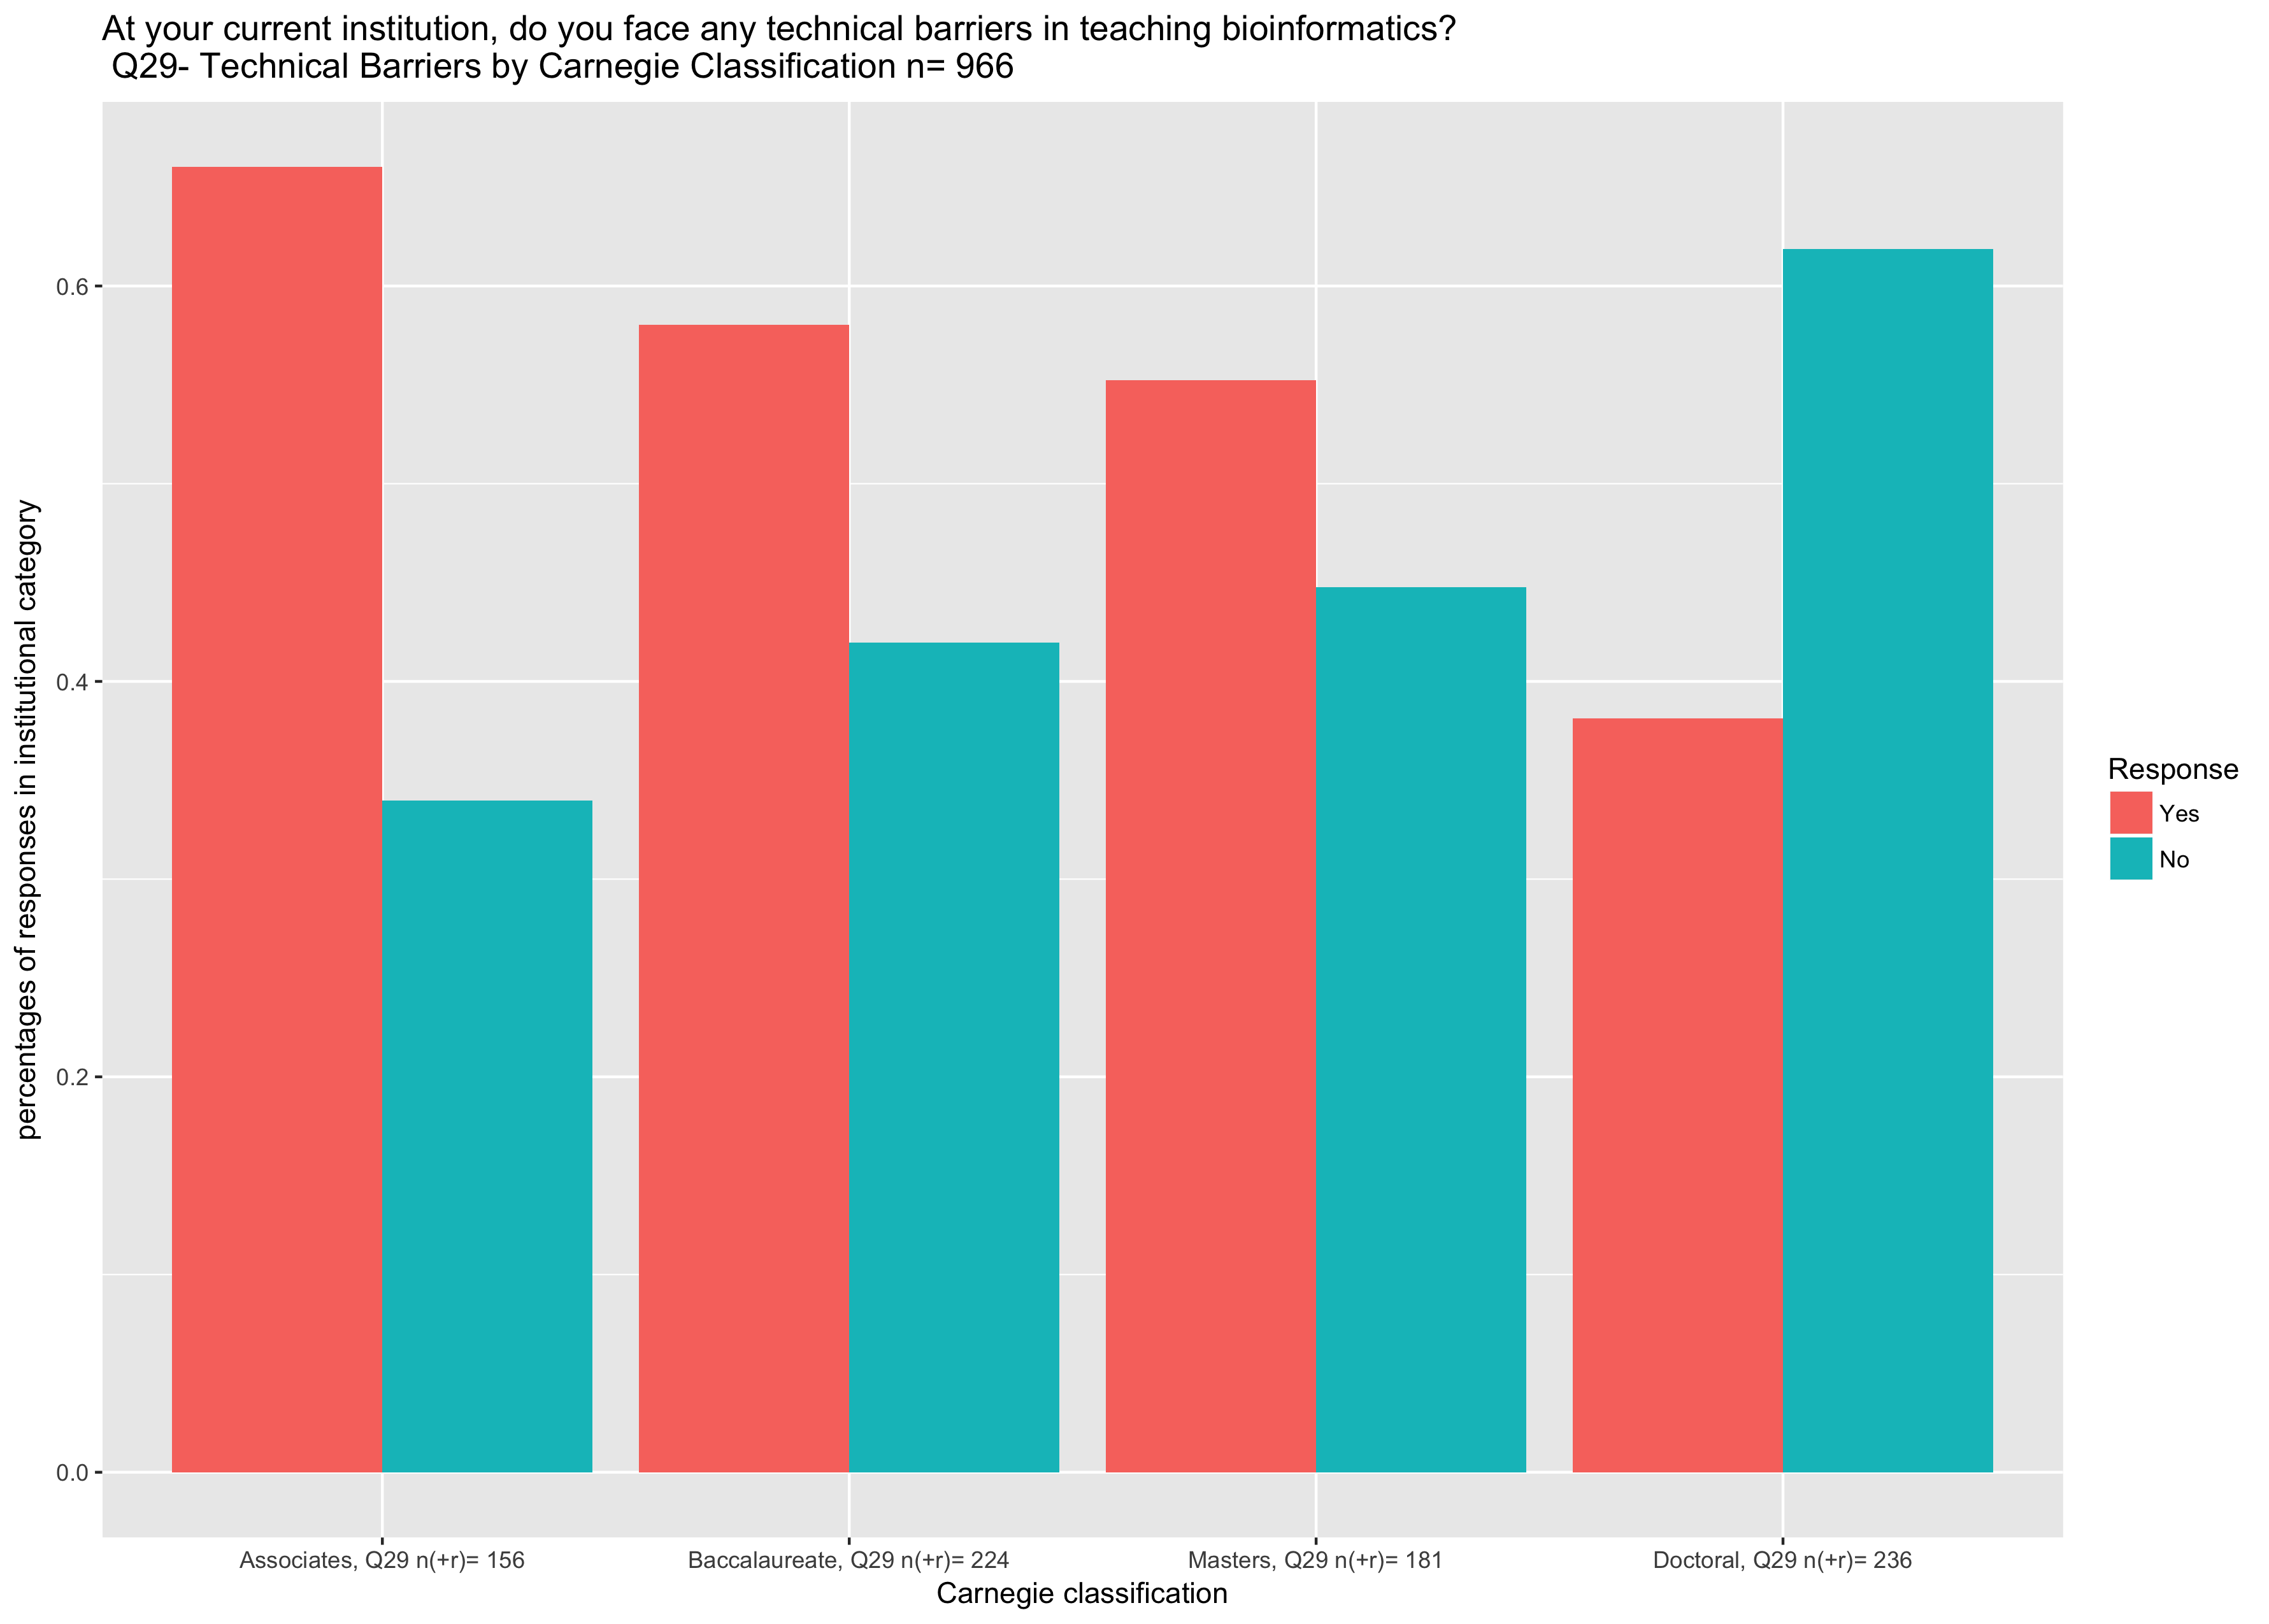 At your current institution, do you face any technical barriers in teaching bioinformatics?
Q29- Technical Barriers by Carnegie Classification n= 966
percentages of responses in institutional category
0.6
0.4
0.2
0.0
Associates, Q29 n(+r)= 156
Baccalaureate, Q29 n(+r)= 224
Masters, Q29 n(+r)= 181
Doctoral, Q29 n(+r)= 236
Carnegie classification
Response
Yes
No